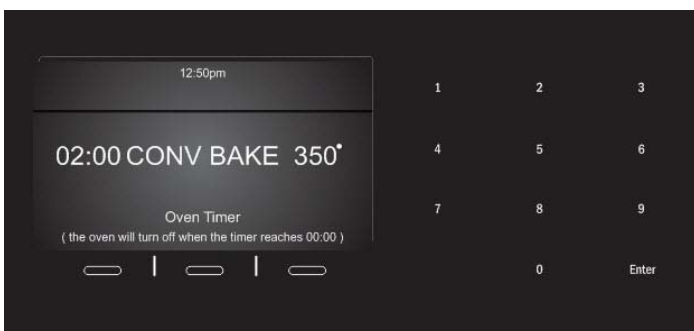 12:50pm
02:00 CONV BAKE 350°
Oven Timer
( the oven will turn off when the timer reaches 00:00 )
1 2 3
4 5 6
7 8 9
0 Enter